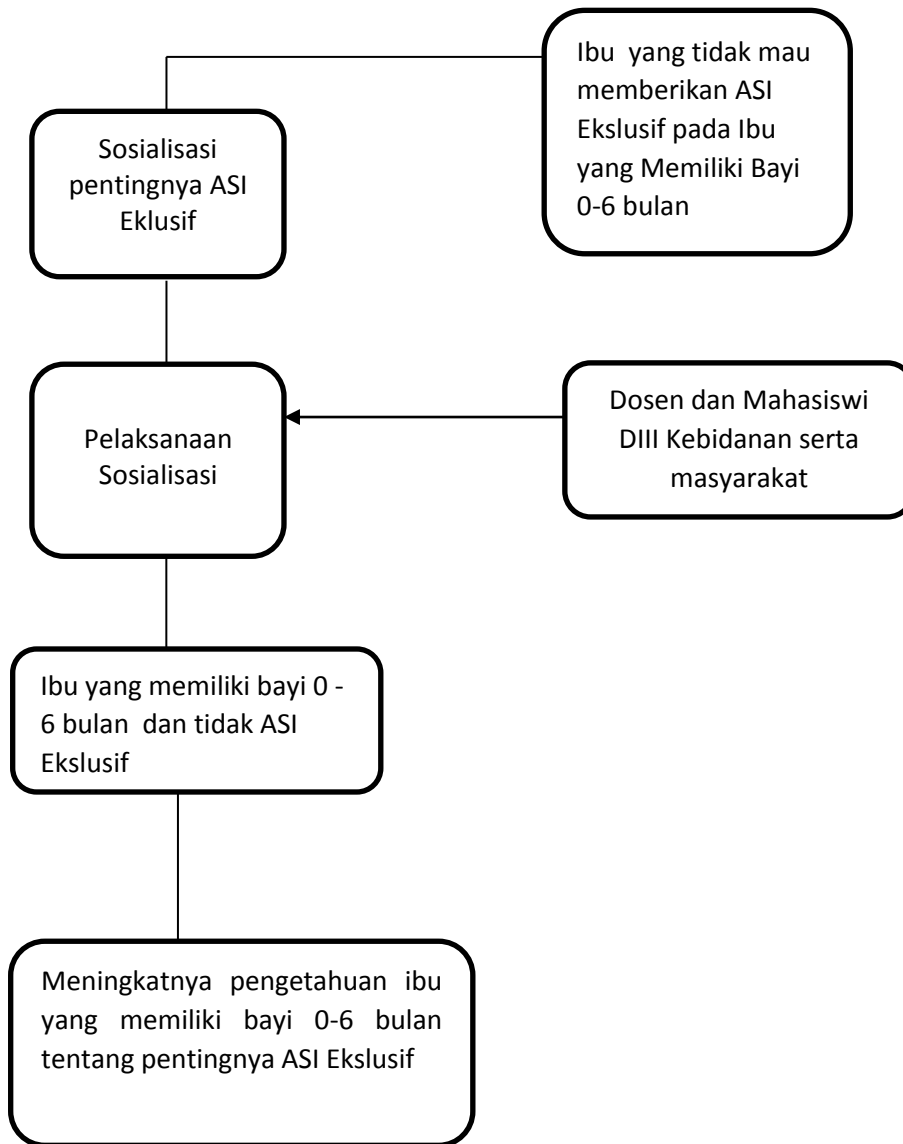 Ibu yang tidak mau
memberikan ASI
Ekslusif pada Ibu
yang Memiliki Bayi
0-6 bulan
Sosialisasi
pentingnya ASI
Eklusif
Pelaksanaan
Sosialisasi
Dosen dan Mahasiswi
DIII Kebidanan serta
masyarakat
Ibu yang memiliki bayi 0 -
6 bulan dan tidak ASI
Ekslusif
Meningkatnya pengetahuan ibu
yang memiliki bayi 0-6 bulan
tentang pentingnya ASI Ekslusif